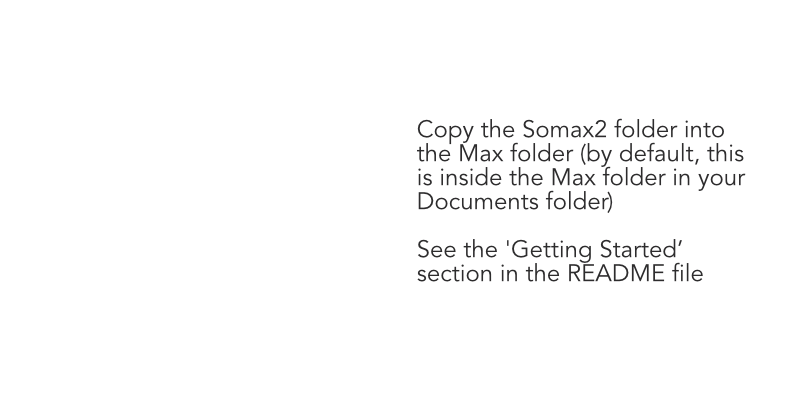 Copy the Somax2 folder into
the Max folder (by default, this
is inside the Max folder in your
Documents folder)
See the 'Getting Started’
section in the README file